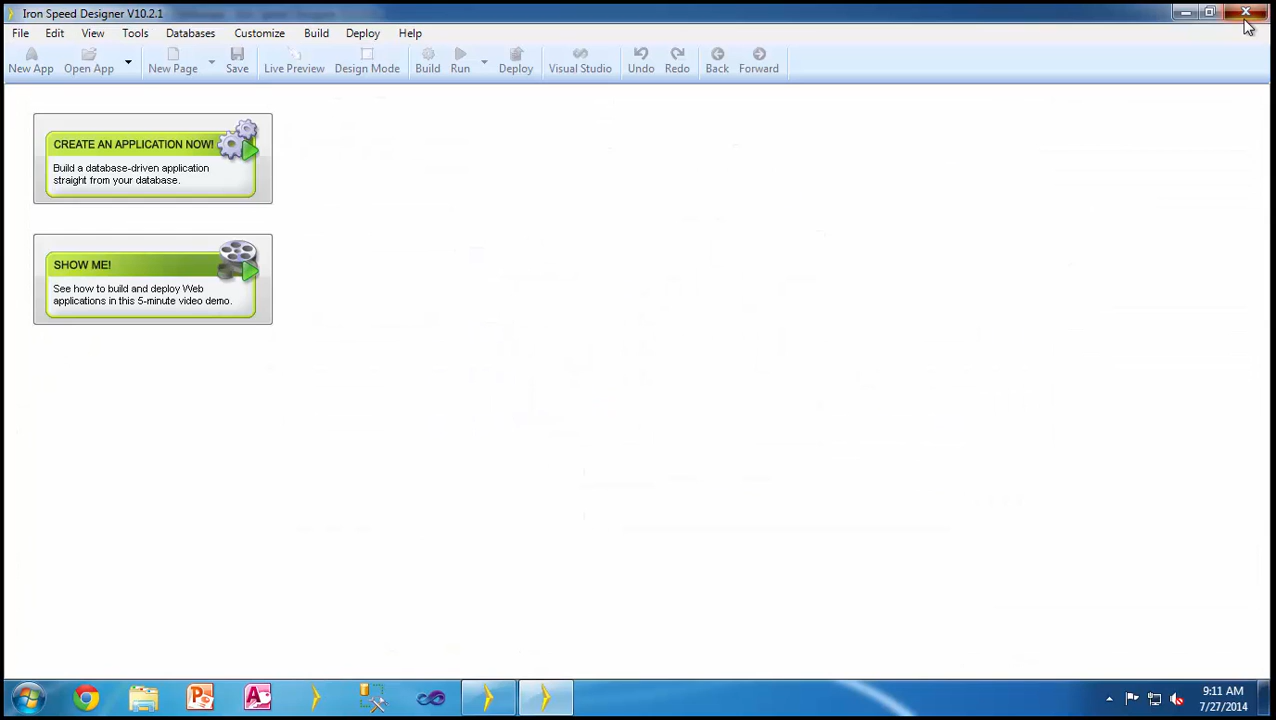 Iron Speed Designer V10.2.1
File Edit View Tools Databases Customize Build Deploy Help
New App Open App New Page Save Live Preview Design Mode Build Run Deploy Visual Studio Undo Redo Back Forward
CREATE AN APPLICATION NOW!
Build a database-driven application
straight from your database.
SHOW ME!
See how to build and deploy Web
applications in this 5-minute video demo.
9:11 AM
7/27/2014